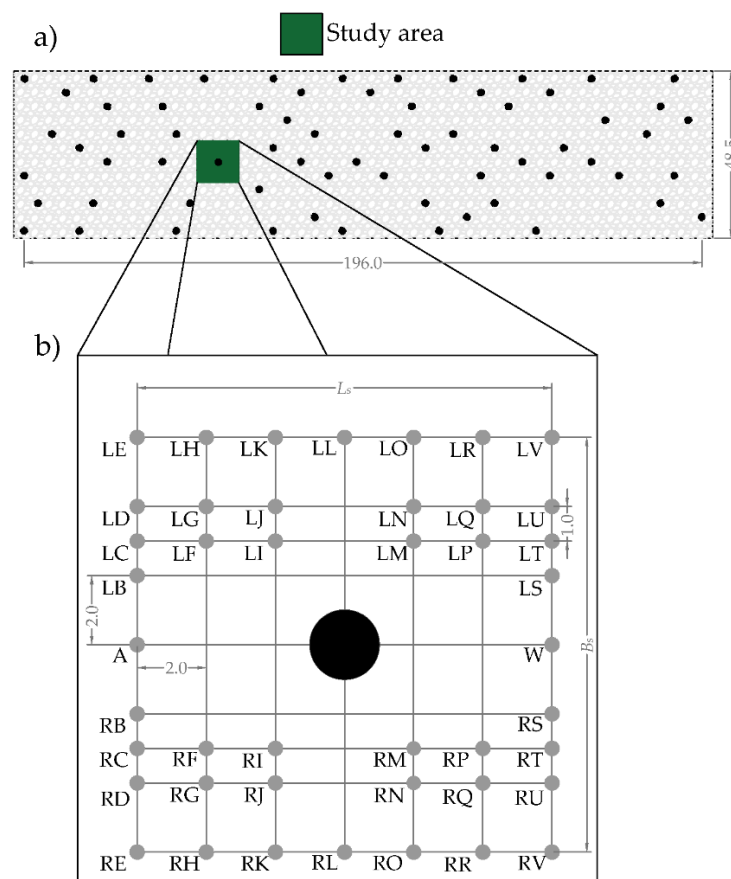 a)
Study area
48.5
196.0
b)
Ls
LE LH LK LL LO LR LV
LD LG LJ LN LQ LU
1.0
LC LF LI LM LP LT
LB LS
2.0
Bs
A W
2.0
RB RS
RC RF RI RM RP RT
RD RG RJ RN RQ RU
RE RH RK RL RO RR RV